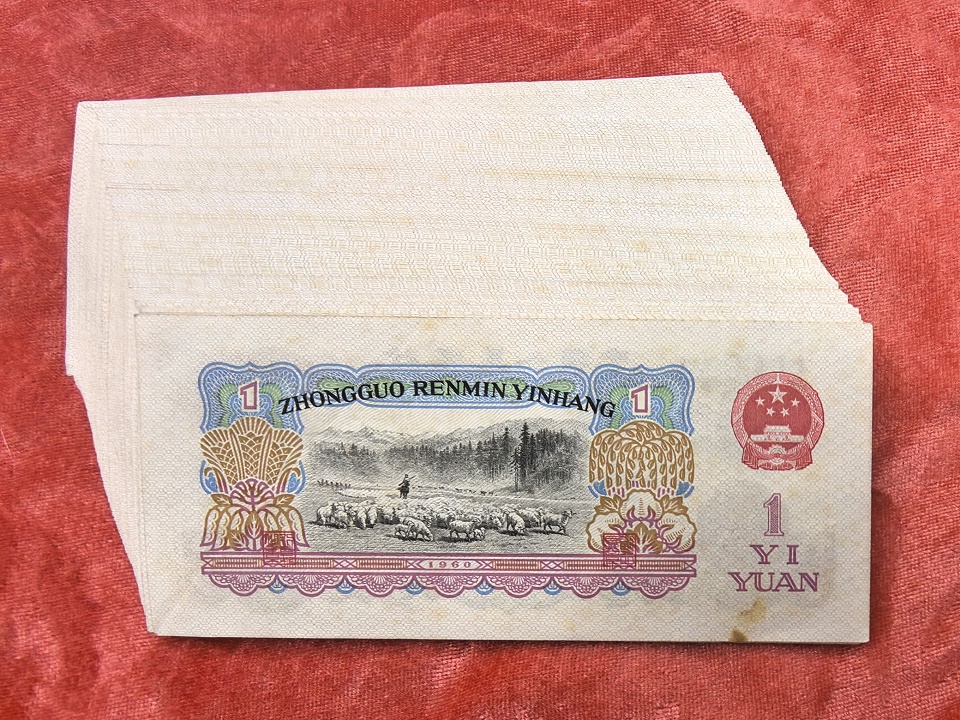 1 ZHONGGUO RENMIN YINHANG 1
1960
1
YI
YUAN